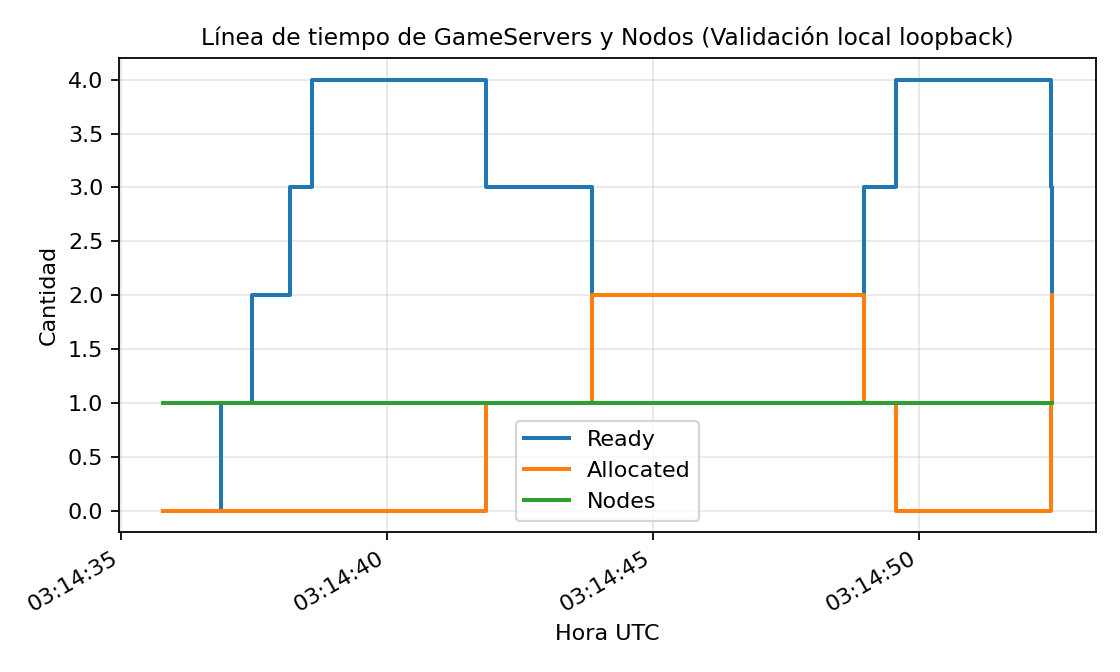 Línea de tiempo de GameServers y Nodos (Validación local loopback)
Cantidad
4.0
3.5
3.0
2.5
2.0
1.5
1.0
0.5
0.0
Ready
Allocated
Nodes
03:14:35
03:14:40
03:14:45
03:14:50
Hora UTC